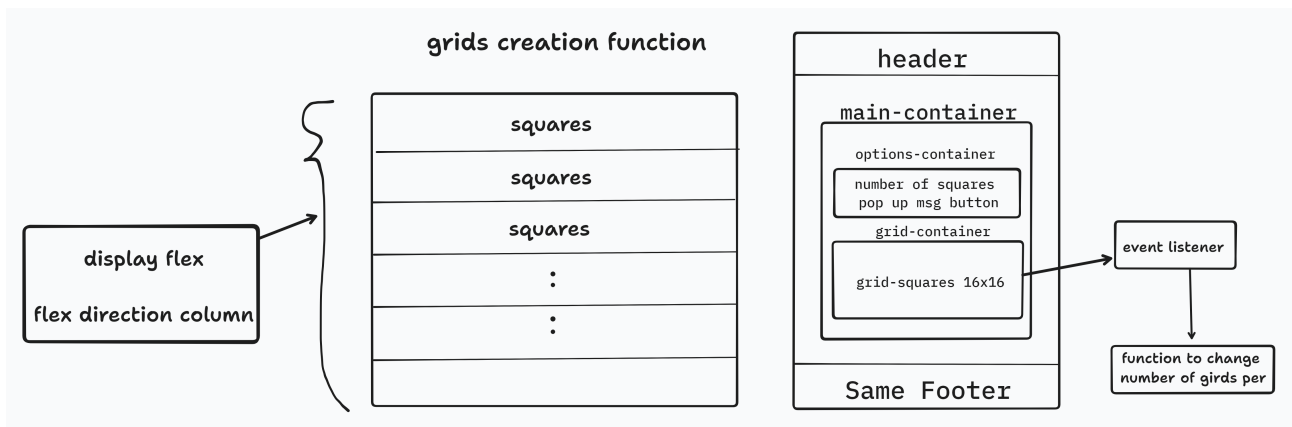 grids creation function
squares
squares
squares
:
:
display flex
flex direction column
header
main-container
options-container
number of squares
pop up msg button
grid-container
grid-squares 16x16
Same Footer
event listener
function to change
number of girds per